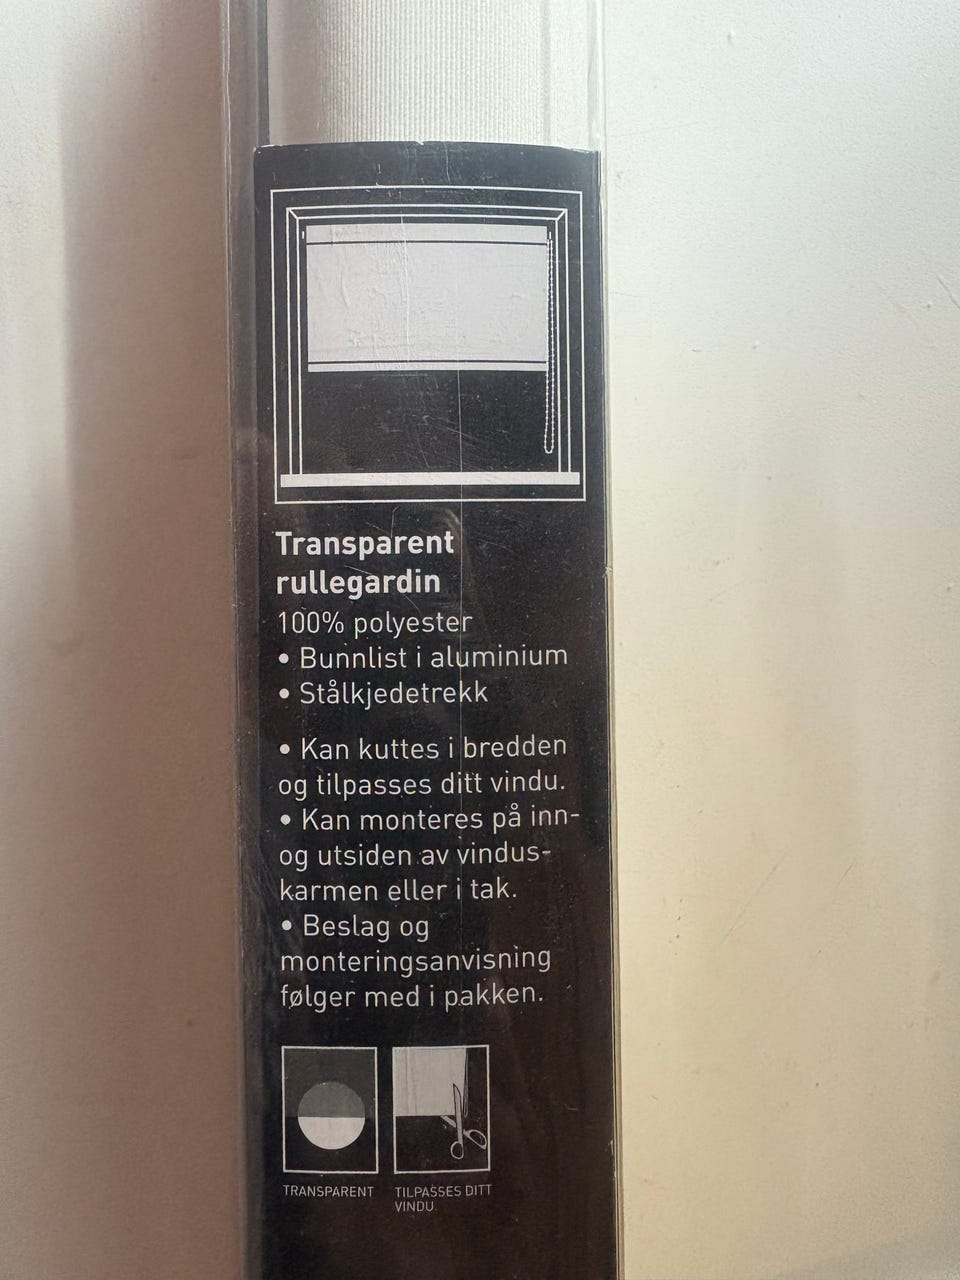 Transparent
rullegardin
100% polyester
• Bunnlist i aluminium
• Stålkjedetrekk
• Kan kuttes i bredden
og tilpasses ditt vindu.
• Kan monteres på inn-
og utsiden av vindus-
karmen eller i tak.
• Beslag og
monteringsanvisning
følger med i pakken.
TRANSPARENT
TILPASSES DITT
VINDU.